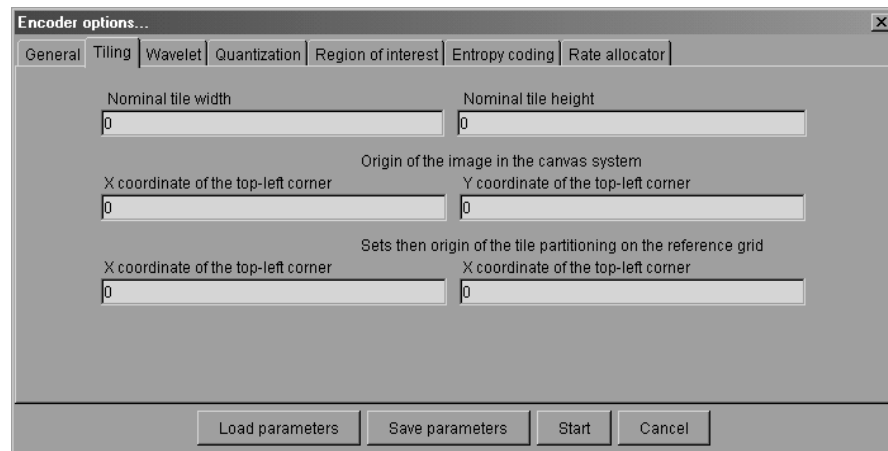 Encoder options...
General Tiling Wavelet Quantization Region of interest Entropy coding Rate allocator
Nominal tile width Nominal tile height
0 0
Origin of the image in the canvas system
X coordinate of the top-left corner Y coordinate of the top-left corner
0 0
Sets then origin of the tile partitioning on the reference grid
X coordinate of the top-left corner X coordinate of the top-left corner
0 0
Load parameters Save parameters Start Cancel